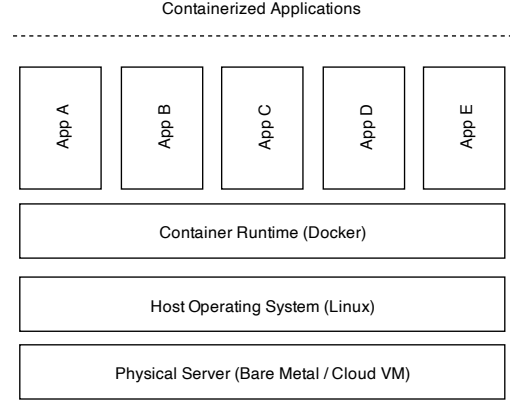 Containerized Applications
App A
App B
App C
App D
App E
Container Runtime (Docker)
Host Operating System (Linux)
Physical Server (Bare Metal / Cloud VM)